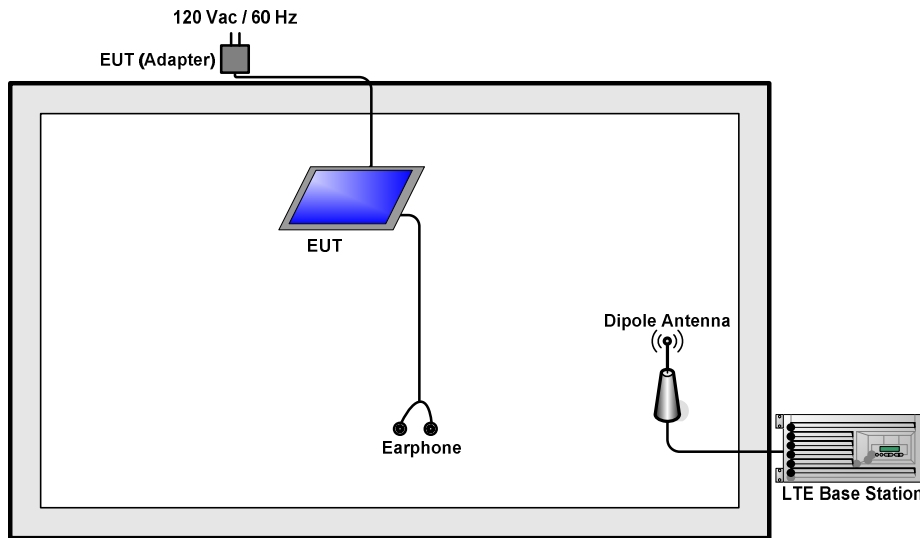 120 Vac / 60 Hz
EUT (Adapter)
EUT
Dipole Antenna
Earphone
LTE Base Station